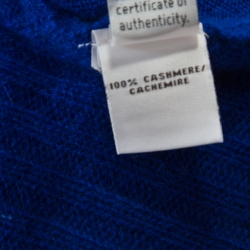 certificate of
authenticity.
100% CASHMERE/
CACHEMIRE